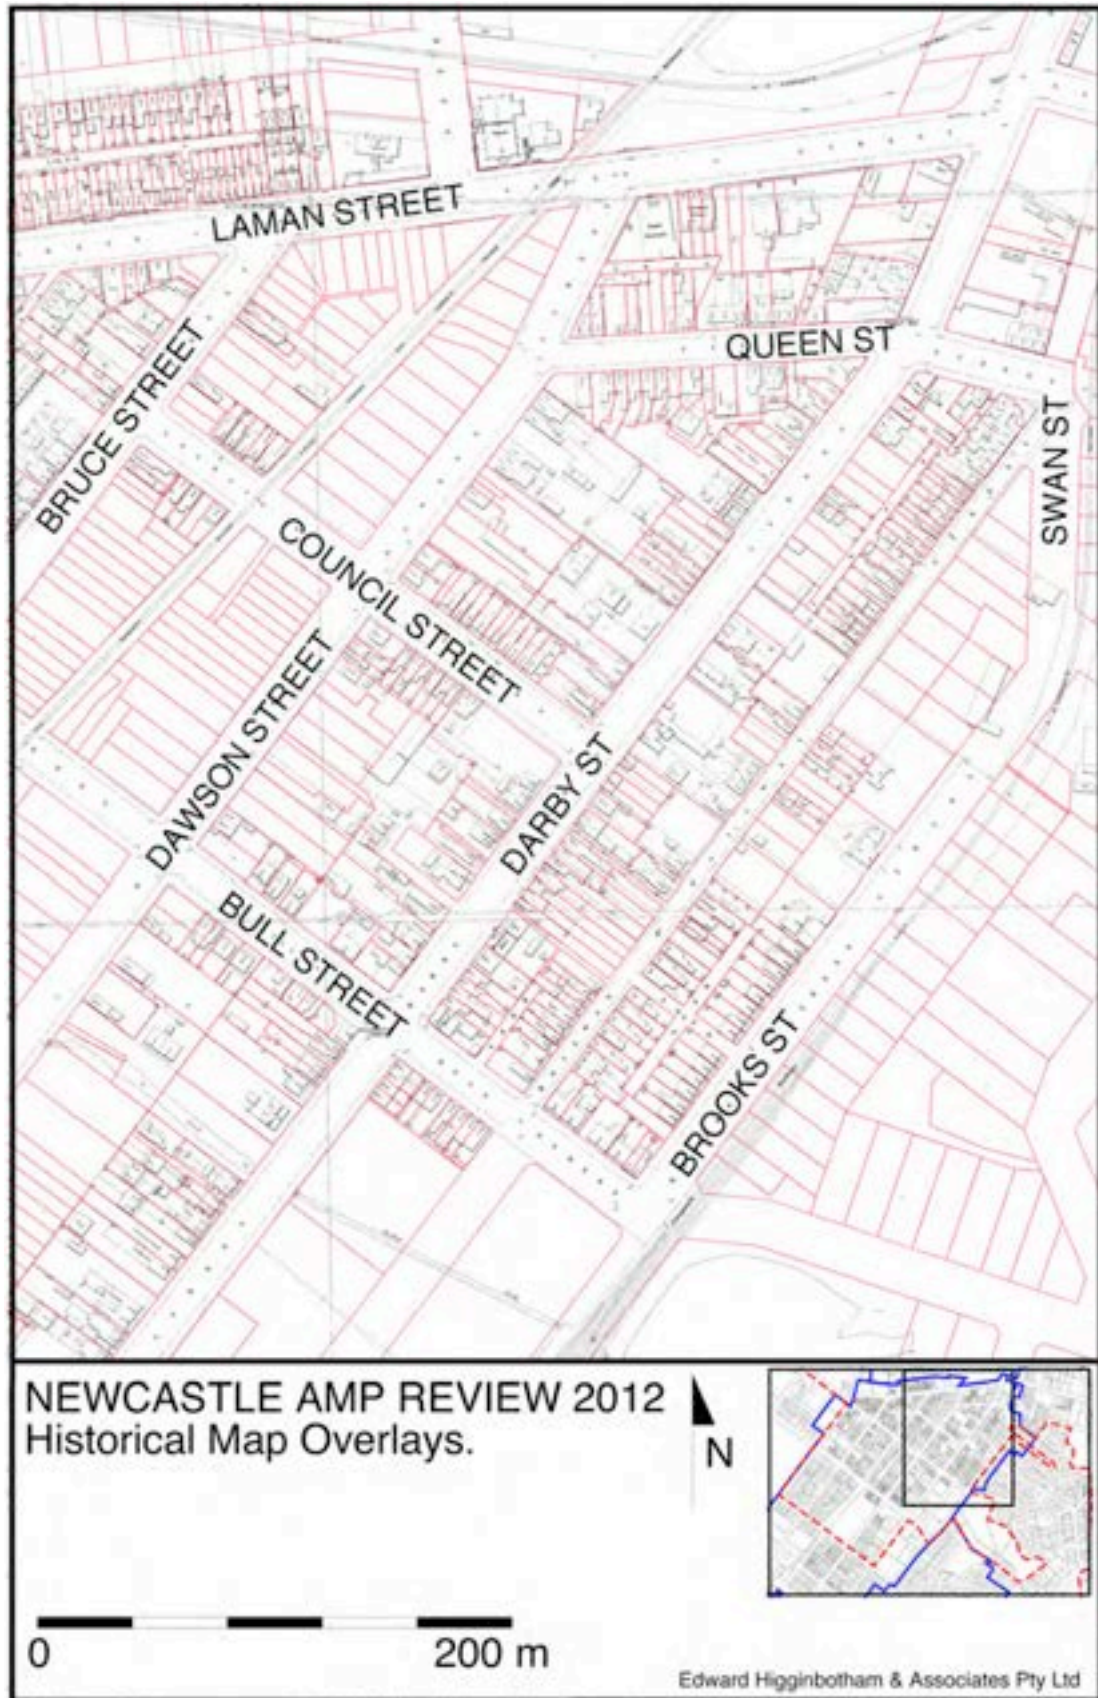 LAMAN STREET
QUEEN ST
BRUCE STREET
SWAN ST
COUNCIL STREET
DAWSON STREET
DARBY ST
BULL STREET
BROOKS ST
NEWCASTLE AMP REVIEW 2012
Historical Map Overlays.
N
0
200 m
Edward Higginbotham & Associates Pty Ltd